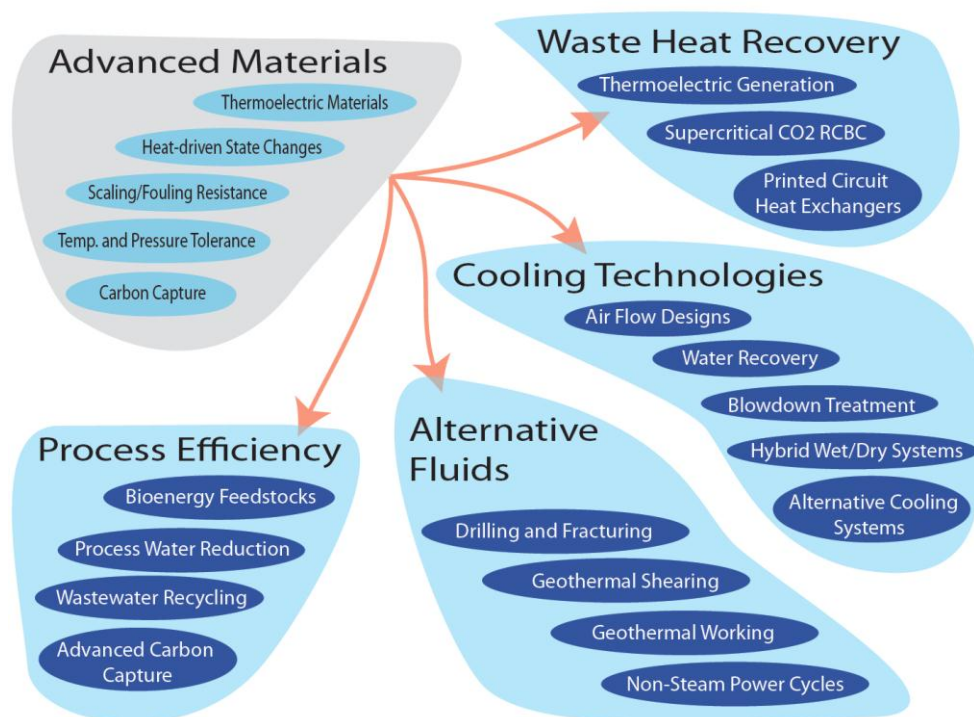 Advanced Materials
Thermoelectric Materials
Heat-driven State Changes
Scaling/Fouling Resistance
Temp. and Pressure Tolerance
Carbon Capture
Waste Heat Recovery
Thermoelectric Generation
Supercritical CO2 RCBC
Printed Circuit
Heat Exchangers
Cooling Technologies
Air Flow Designs
Water Recovery
Blowdown Treatment
Hybrid Wet/Dry Systems
Alternative Cooling
Systems
Process Efficiency
Bioenergy Feedstocks
Process Water Reduction
Wastewater Recycling
Advanced Carbon
Capture
Alternative
Fluids
Drilling and Fracturing
Geothermal Shearing
Geothermal Working
Non-Steam Power Cycles